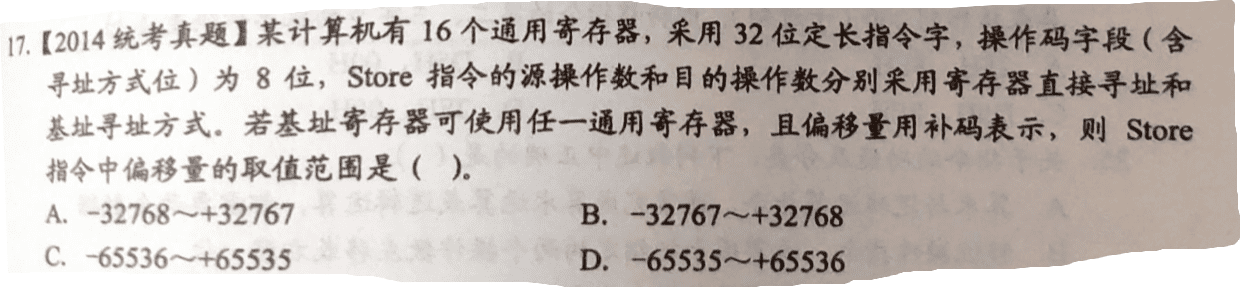 17.【2014统考真题】某计算机有 16 个通用寄存器，采用 32 位定长指令字，操作码字段（含
寻址方式位）为 8 位，Store 指令的源操作数和目的操作数分别采用寄存器直接寻址和
基址寻址方式。若基址寄存器可使用任一通用寄存器，且偏移量用补码表示，则 Store
指令中偏移量的取值范围是（ ）。
A. -32768～+32767 B. -32767～+32768
C. -65536～+65535 D. -65535～+65536